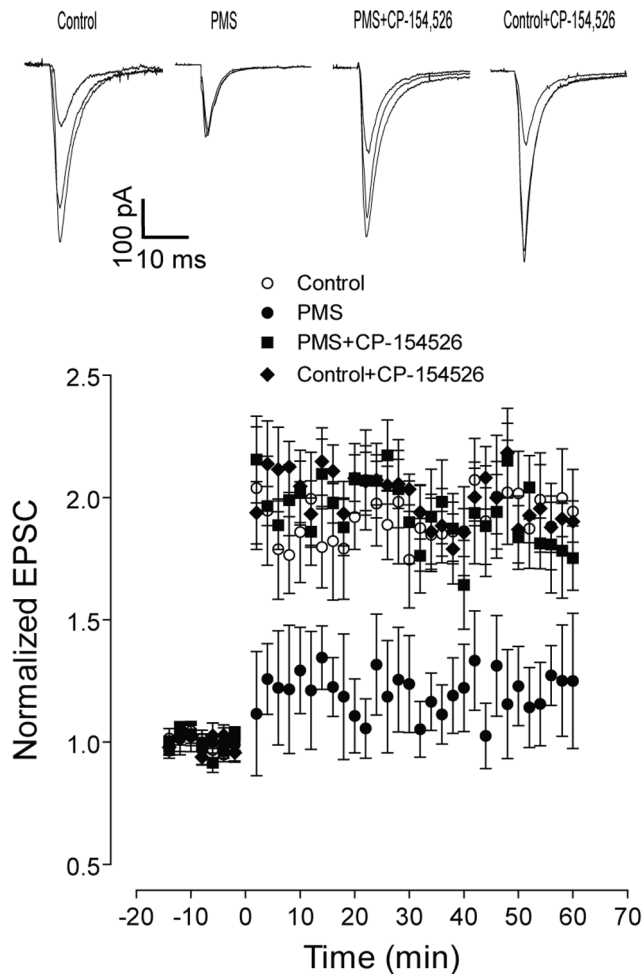 Control PMS PMS+CP-154,526 Control+CP-154,526
100 pA
10 ms
Control
PMS
PMS+CP-154526
Control+CP-154526
Normalized EPSC
2.5
2.0
1.5
1.0
0.5
-20 -10 0 10 20 30 40 50 60 70
Time (min)